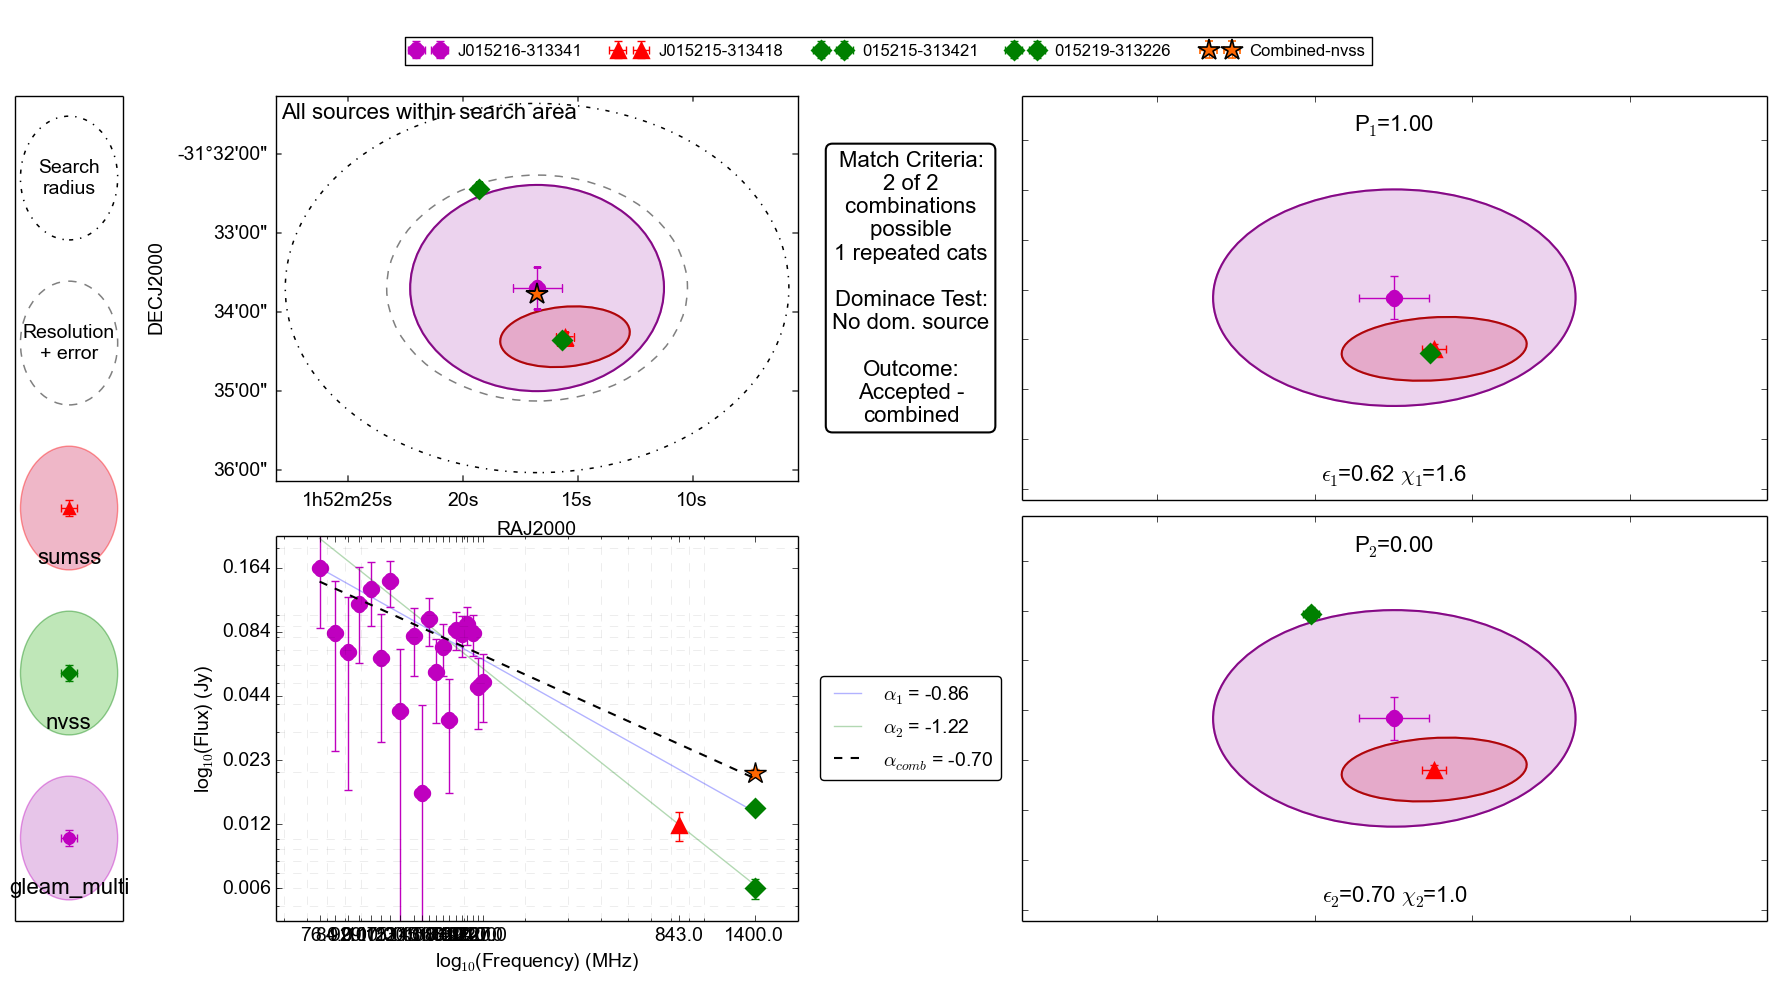 J015216-313341 J015215-313418 015215-313421 015219-313226 Combined-nvss
Search
radius
Resolution
+ error
sumss
nvss
gleam_multi
All sources within search area
DECJ2000
-31°32'00"
33'00"
34'00"
35'00"
36'00"
1h52m25s 20s 15s 10s
RAJ2000
Match Criteria:
2 of 2
combinations
possible
1 repeated cats
Dominace Test:
No dom. source
Outcome:
Accepted -
combined
P1=1.00
ϵ1=0.62 χ1=1.6
P2=0.00
ϵ2=0.70 χ2=1.0
log10(Flux) (Jy)
0.164
0.084
0.044
0.023
0.012
0.006
843.0 1400.0
log10(Frequency) (MHz)
α1 = -0.86
α2 = -1.22
αcomb = -0.70